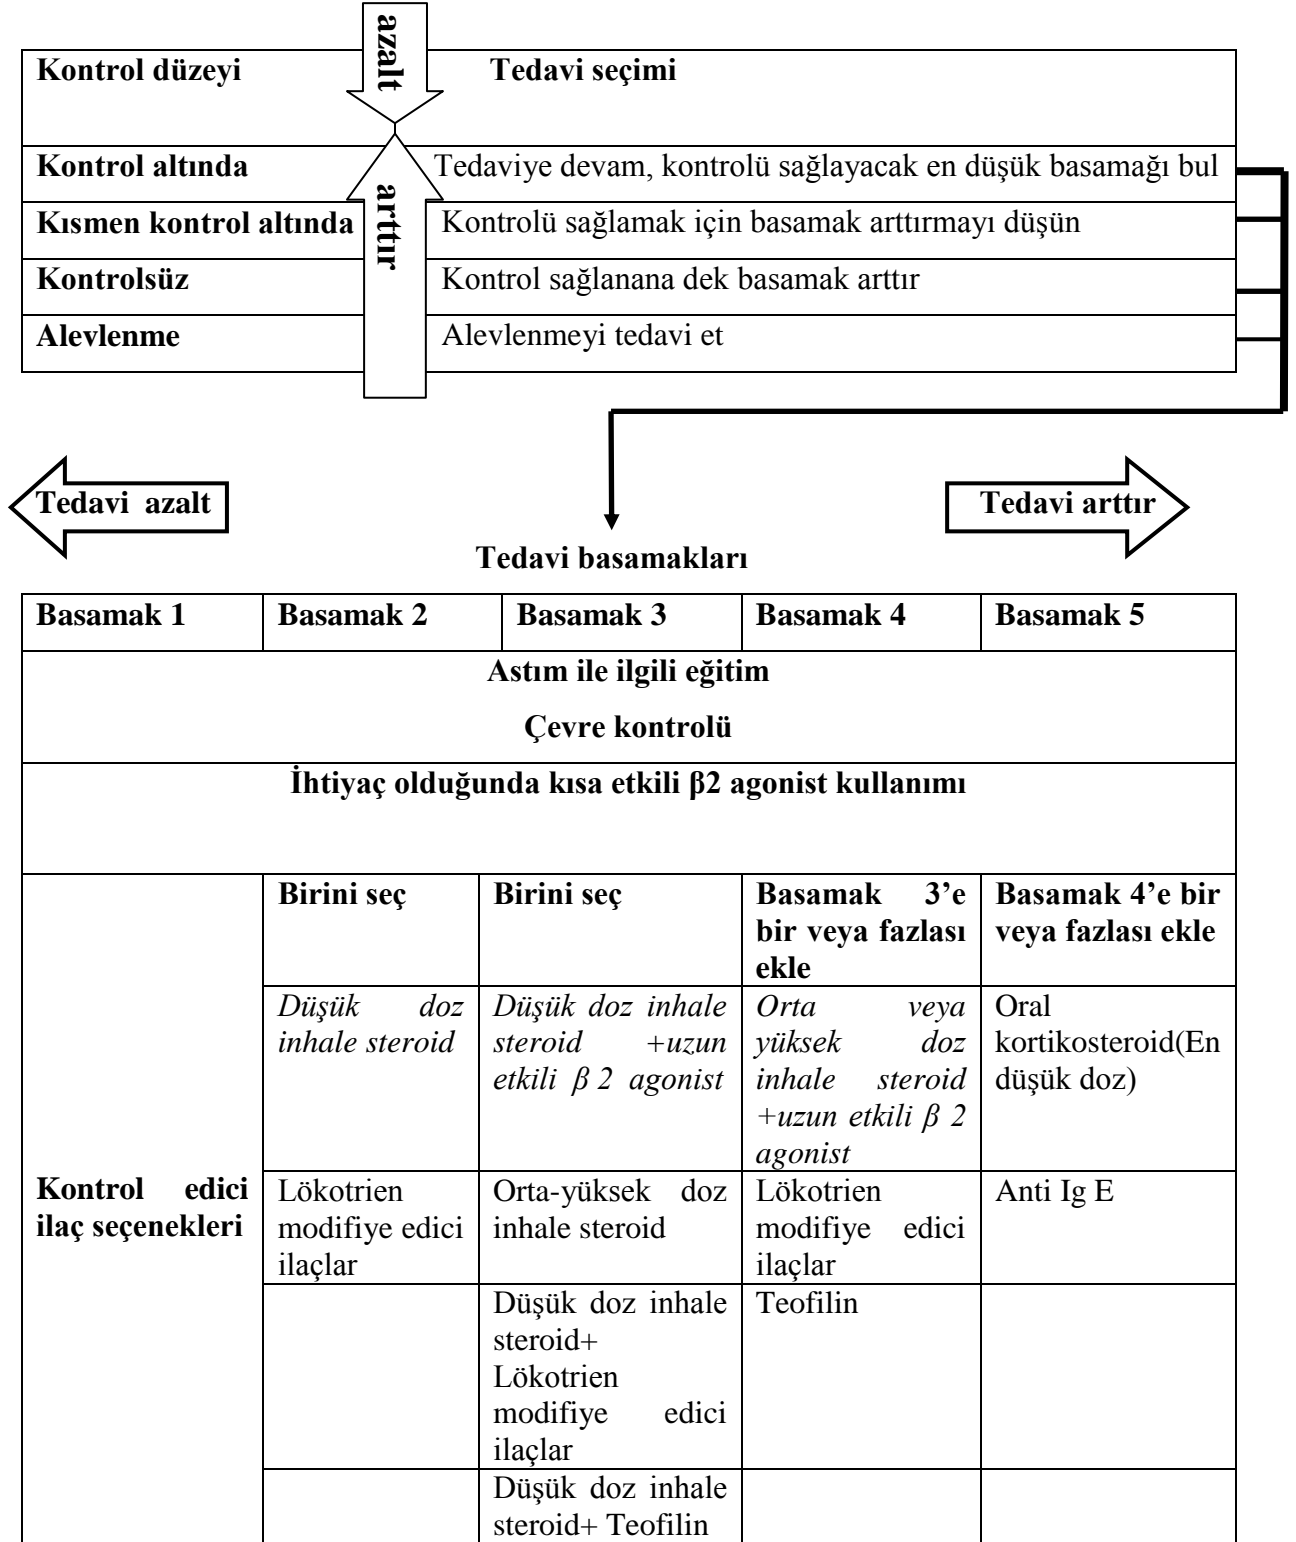 azalt
Kontrol düzeyi Tedavi seçimi
Kontrol altında Tedaviye devam, kontrolü sağlayacak en düşük basamağı bul
arttır
Kısmen kontrol altında Kontrolü sağlamak için basamak arttırmayı düşün
Kontrolsüz Kontrol sağlanana dek basamak arttır
Alevlenme Alevlenmeyi tedavi et
Tedavi azalt
Tedavi arttır
Tedavi basamakları
Basamak 1 Basamak 2 Basamak 3 Basamak 4 Basamak 5
Astım ile ilgili eğitim
Çevre kontrolü
İhtiyaç olduğunda kısa etkili β2 agonist kullanımı
Kontrol edici
ilaç seçenekleri
Birini seç
Birini seç
Basamak 3’e
bir veya fazlası
ekle
Basamak 4’e bir
veya fazlası ekle
Düşük doz
inhale steroid
Düşük doz inhale
steroid +uzun
etkili β 2 agonist
Orta veya
yüksek doz
inhale steroid
+uzun etkili β 2
agonist
Oral
kortikosteroid(En
düşük doz)
Lökotrien
modifiye edici
ilaçlar
Orta-yüksek doz
inhale steroid
Lökotrien
modifiye edici
ilaçlar
Anti Ig E
Düşük doz inhale
steroid+
Lökotrien
modifiye edici
ilaçlar
Teofilin
Düşük doz inhale
steroid+ Teofilin